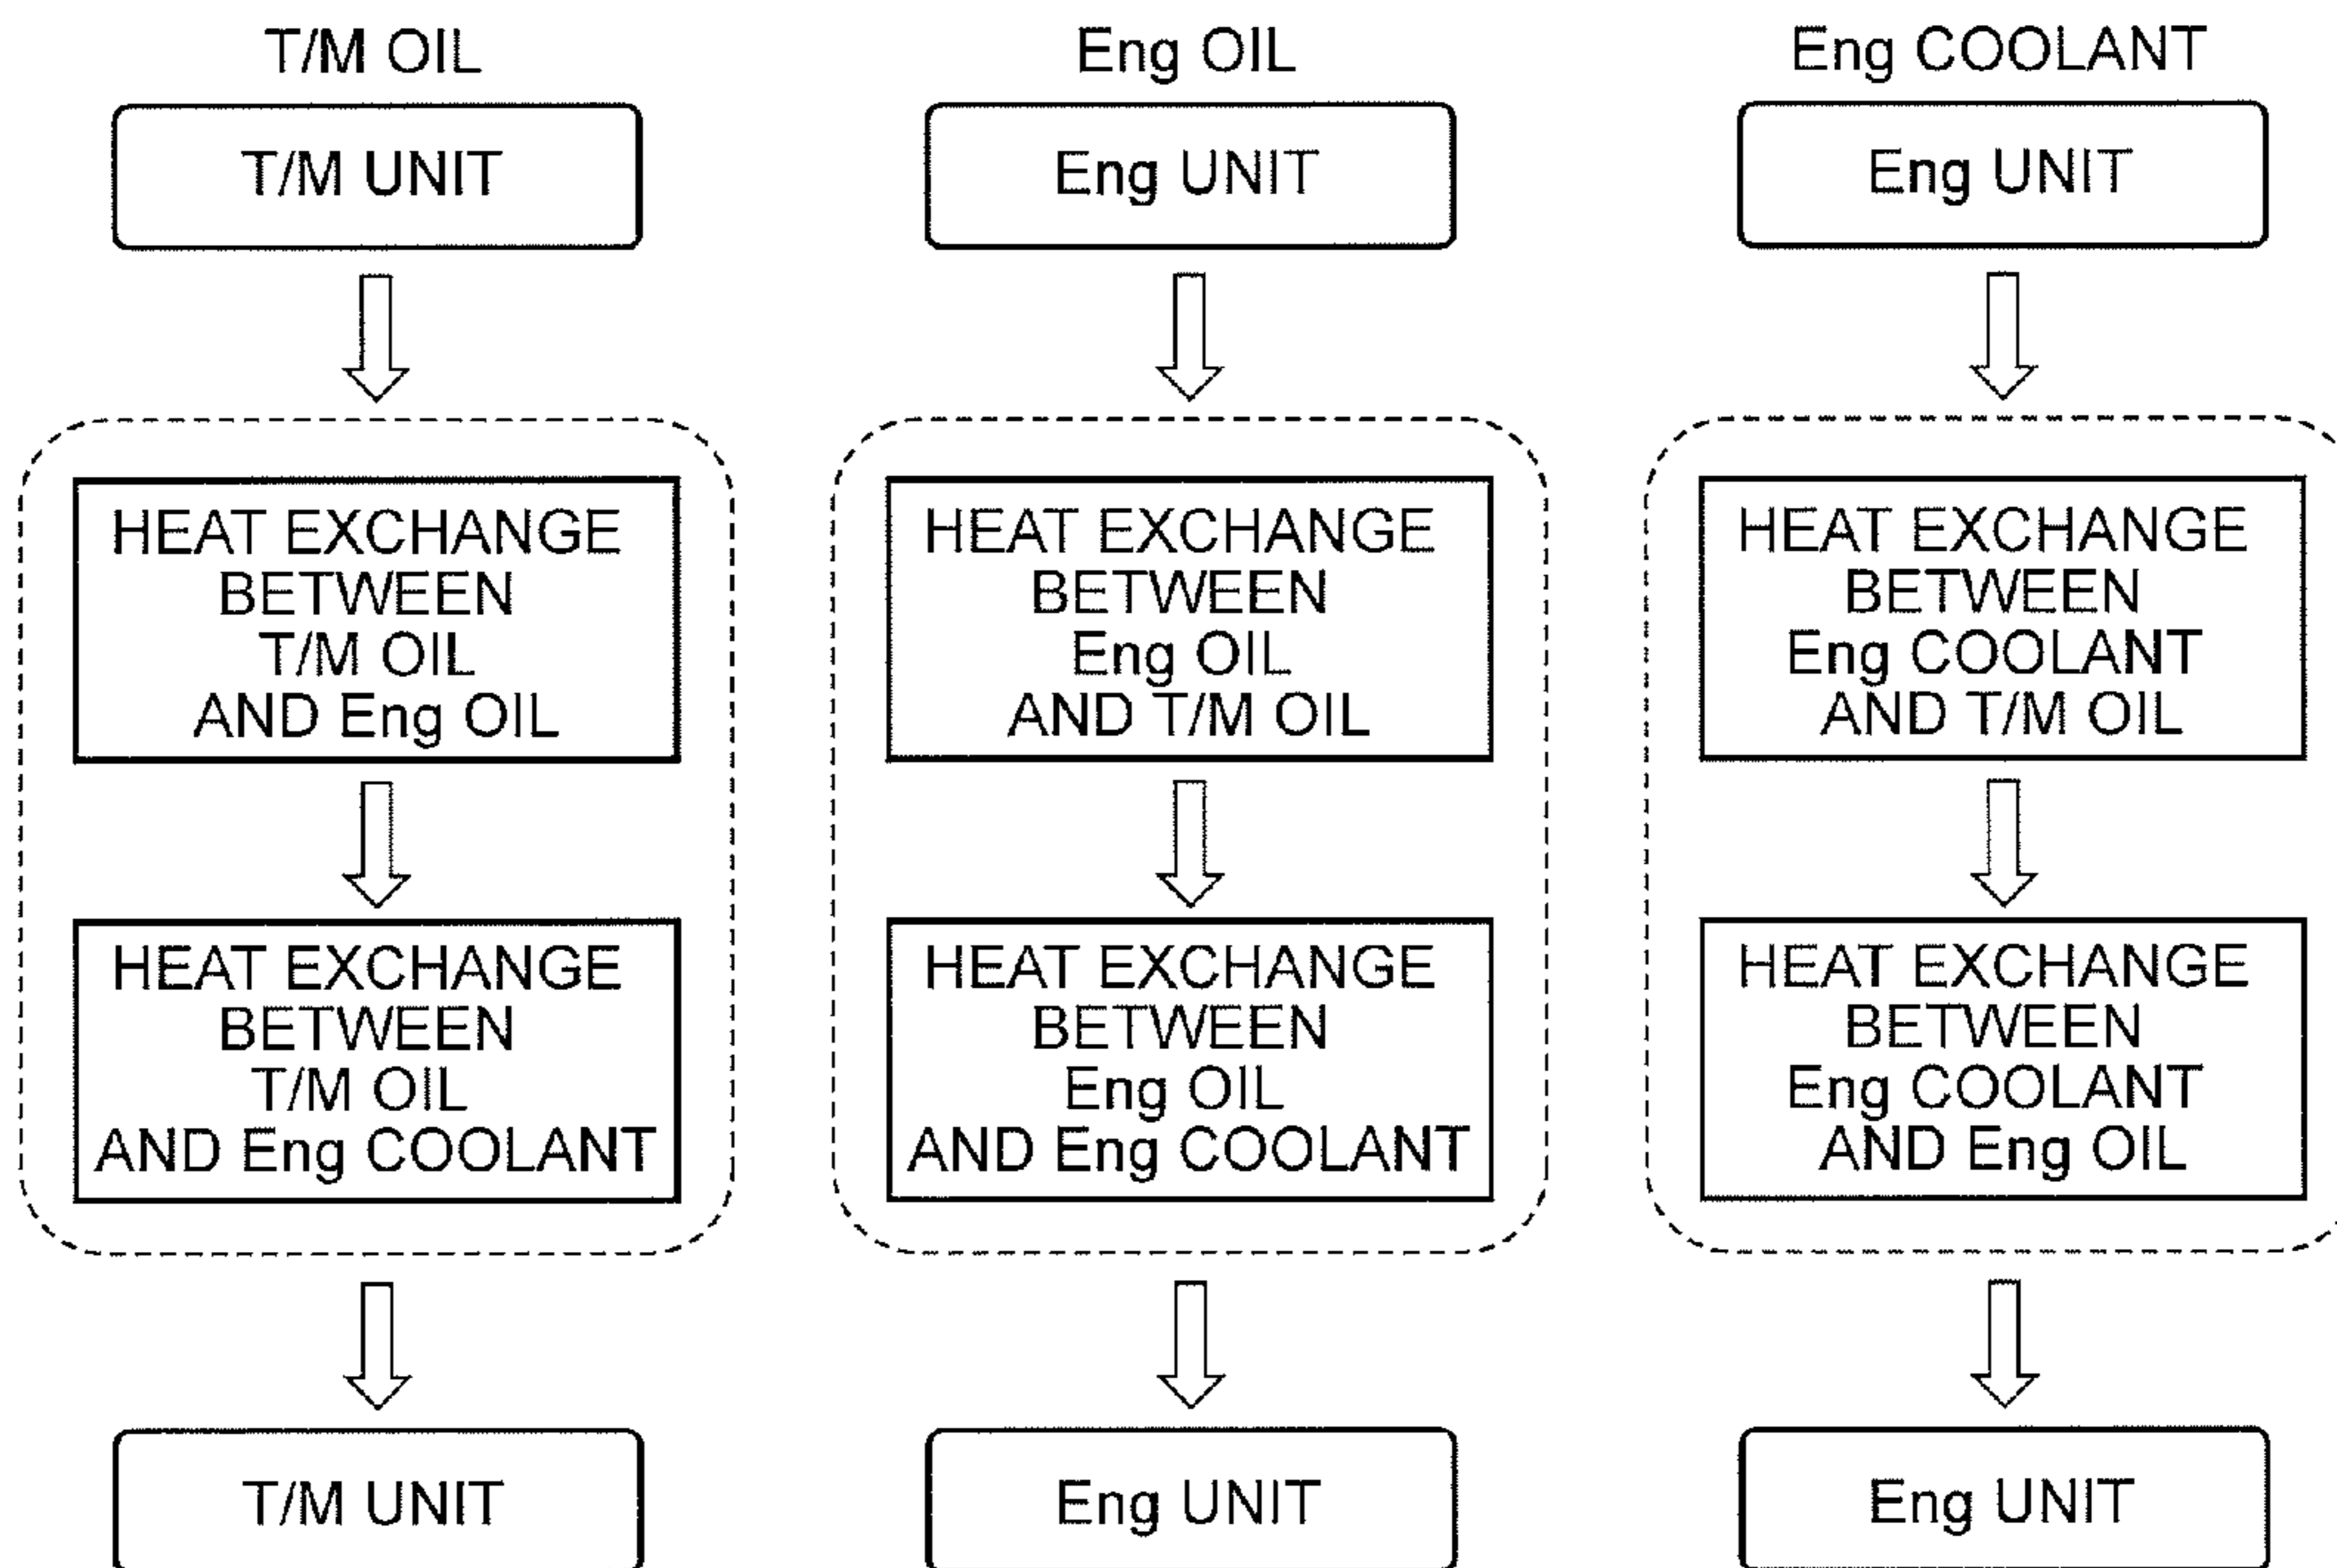 T/M OIL
T/M UNIT
HEAT EXCHANGE
BETWEEN
T/M OIL
AND Eng OIL
HEAT EXCHANGE
BETWEEN
T/M OIL
AND Eng COOLANT
T/M UNIT
Eng OIL
Eng UNIT
HEAT EXCHANGE
BETWEEN
Eng OIL
AND T/M OIL
HEAT EXCHANGE
BETWEEN
Eng OIL
AND Eng COOLANT
Eng UNIT
Eng COOLANT
Eng UNIT
HEAT EXCHANGE
BETWEEN
Eng COOLANT
AND T/M OIL
HEAT EXCHANGE
BETWEEN
Eng COOLANT
AND Eng OIL
Eng UNIT